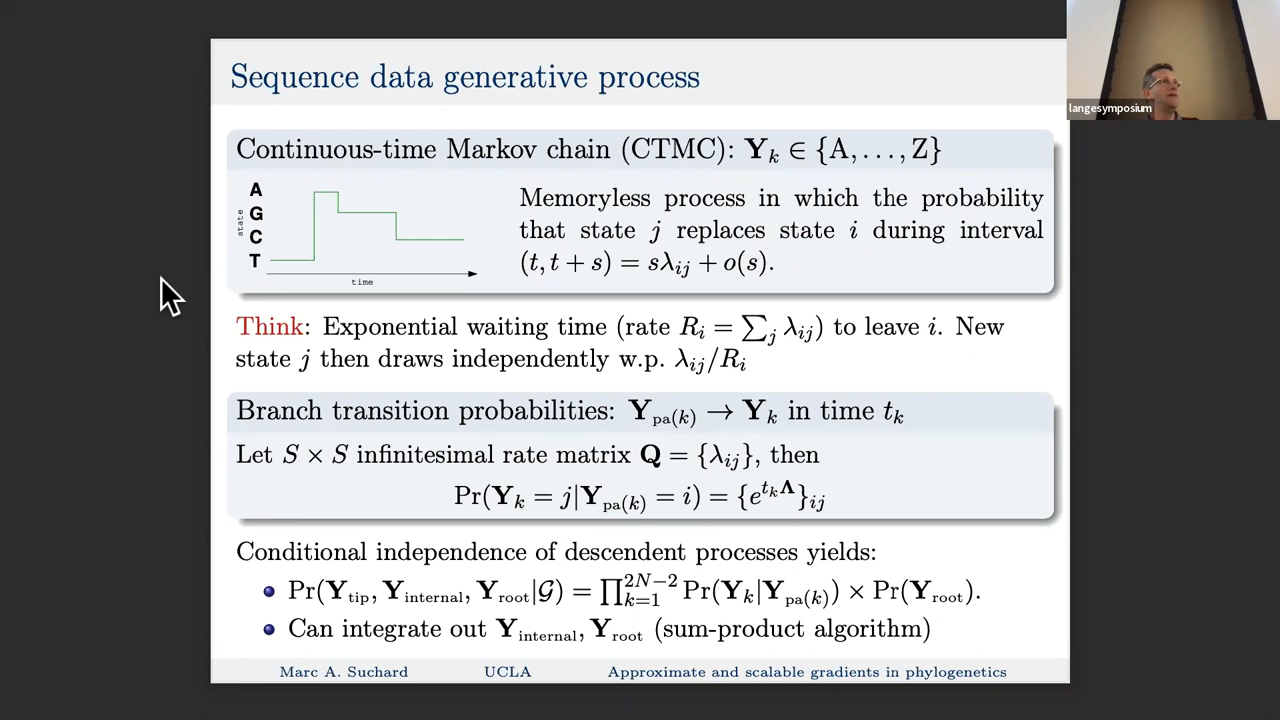 langesymposium
Sequence data generative process
Continuous-time Markov chain (CTMC): Y_k ∈ {A, …, Z}
A
G
C
T
state
time
Memoryless process in which the probability
that state j replaces state i during interval
(t, t + s) = sλ_ij + o(s).
Think: Exponential waiting time (rate R_i = ∑_j λ_ij) to leave i. New
state j then draws independently w.p. λ_ij/R_i
Branch transition probabilities: Y_pa(k) → Y_k in time t_k
Let S × S infinitesimal rate matrix Q = {λ_ij}, then
Pr(Y_k = j|Y_pa(k) = i) = {e^{t_k Λ}}_ij
Conditional independence of descendent processes yields:
• Pr(Y_tip, Y_internal, Y_root|𝒢) = ∏_{k=1}^{2N−2} Pr(Y_k|Y_pa(k)) × Pr(Y_root).
• Can integrate out Y_internal, Y_root (sum-product algorithm)
Marc A. Suchard UCLA Approximate and scalable gradients in phylogenetics